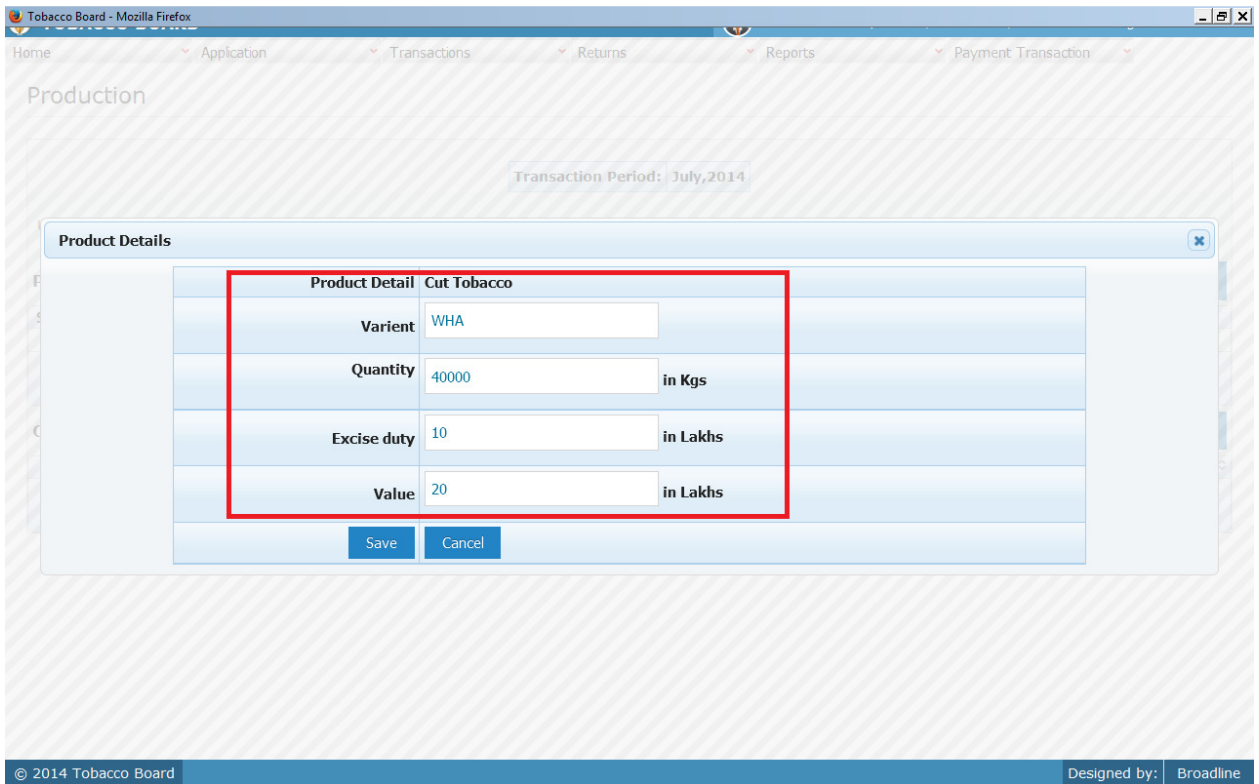 Tobacco Board - Mozilla Firefox
Home Application Transactions Returns Reports Payment Transaction
Production
Transaction Period: July,2014
Product Details
Product Detail Cut Tobacco
Varient WHA
Quantity 40000 in Kgs
Excise duty 10 in Lakhs
Value 20 in Lakhs
Save Cancel
© 2014 Tobacco Board Designed by: Broadline